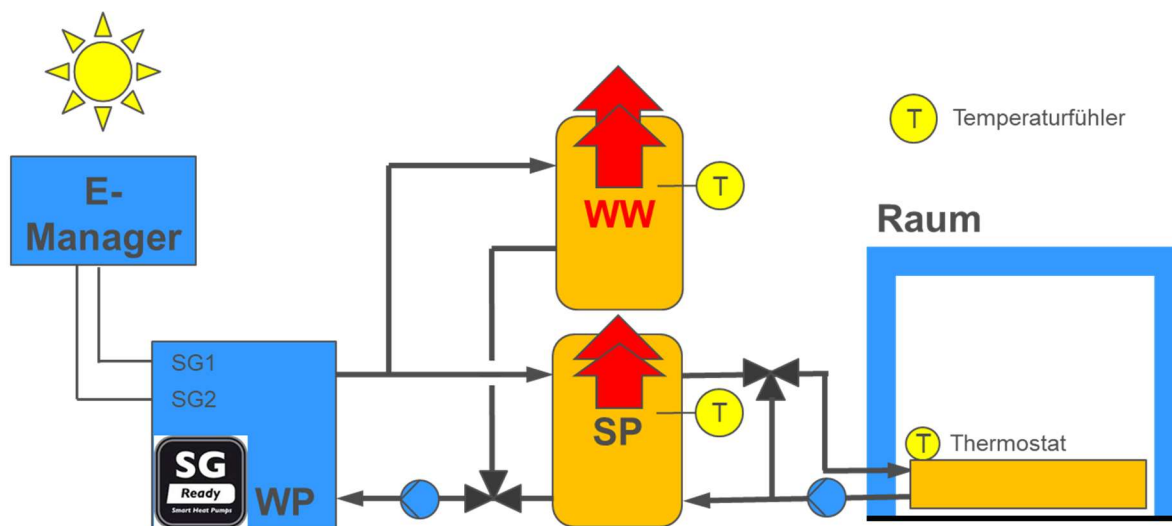 E-
Manager
T Temperaturfühler
T
WW
Raum
SG1
SG2
SG
Ready
Smart Heat Pumps
WP
SP
T
T Thermostat